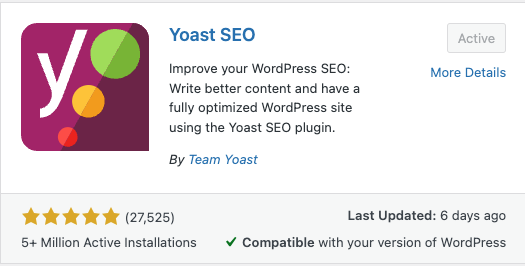 y
Yoast SEO
Active
More Details
Improve your WordPress SEO:
Write better content and have a
fully optimized WordPress site
using the Yoast SEO plugin.
By Team Yoast
(27,525)
Last Updated: 6 days ago
5+ Million Active Installations
Compatible with your version of WordPress